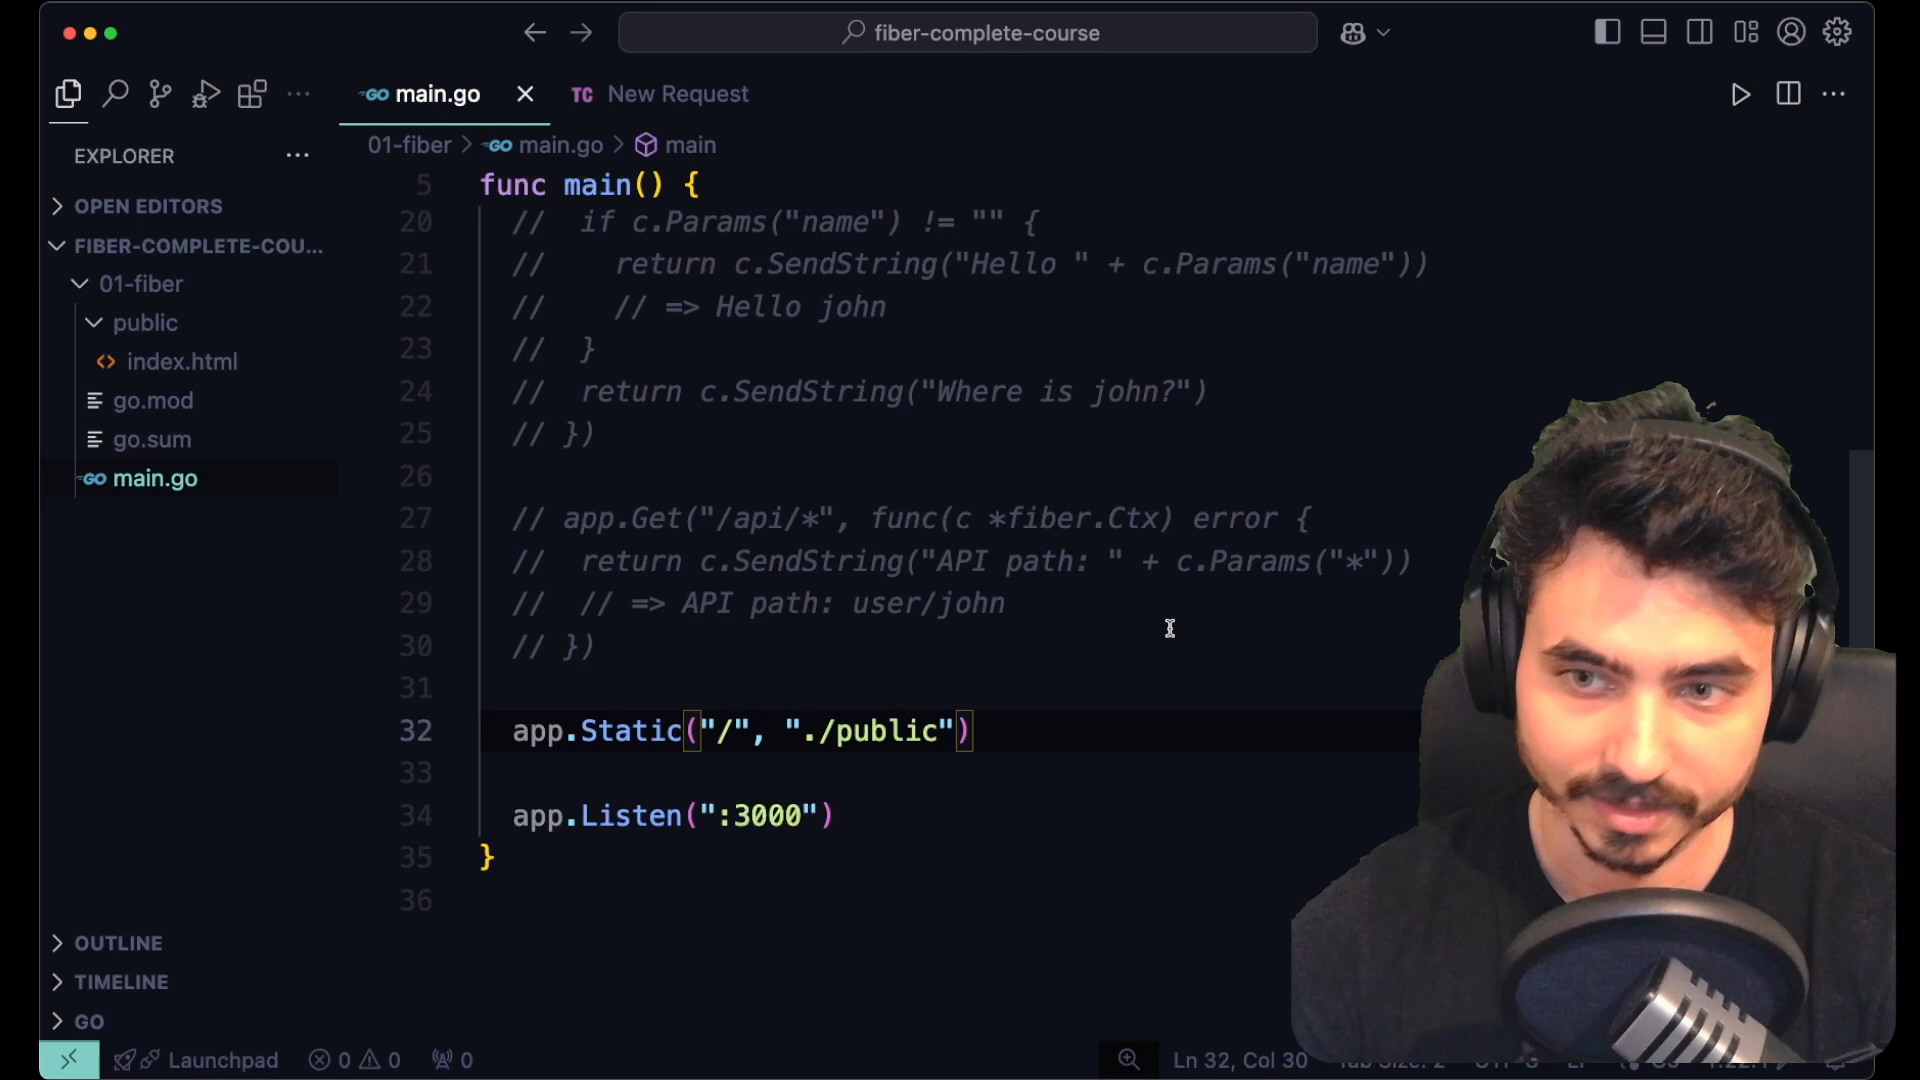 fiber-complete-course
main.go
TC New Request
EXPLORER
01-fiber > main.go > main
OPEN EDITORS
FIBER-COMPLETE-COU...
01-fiber
public
index.html
go.mod
go.sum
main.go
5 func main() {
20 //  if c.Params("name") != "" {
21 //    return c.SendString("Hello " + c.Params("name"))
22 //    // => Hello john
23 //  }
24 //  return c.SendString("Where is john?")
25 // })
26
27 // app.Get("/api/*", func(c *fiber.Ctx) error {
28 //  return c.SendString("API path: " + c.Params("*"))
29 //  // => API path: user/john
30 // })
31
32 app.Static("/", "./public")
33
34 app.Listen(":3000")
35 }
36
OUTLINE
TIMELINE
GO
Launchpad 0 0 0
Ln 32, Col 30